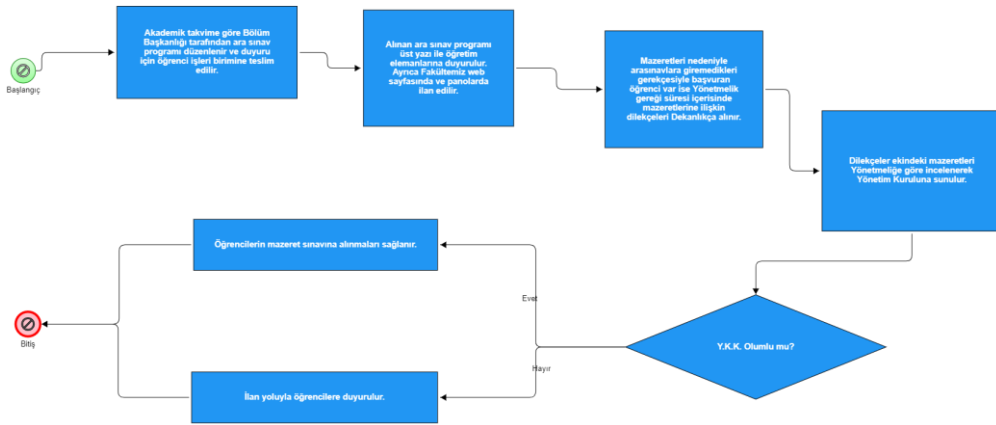 Başlangıç
Akademik takvime göre Bölüm
Başkanlığı tarafından ara sınav
programı düzenlenir ve duyuru
için öğrenci işleri birimine teslim
edilir.
Alınan ara sınav programı
üst yazı ile öğretim
elemanlarına duyurulur.
Ayrıca Fakültemiz web
sayfasında ve panolarda
ilan edilir.
Mazeretleri nedeniyle
arasınavlara giremedikleri
gerekçesiyle başvuran
öğrenci var ise Yönetmelik
gereği süresi içerisinde
mazeretlerine ilişkin
dilekçeleri Dekanlıkça alınır.
Dilekçeler ekindeki mazeretleri
Yönetmeliğe göre incelenerek
Yönetim Kuruluna sunulur.
Y.K.K. Olumlu mu?
Evet
Öğrencilerin mazeret sınavına alınmaları sağlanır.
Hayır
İlan yoluyla öğrencilere duyurulur.
Bitiş